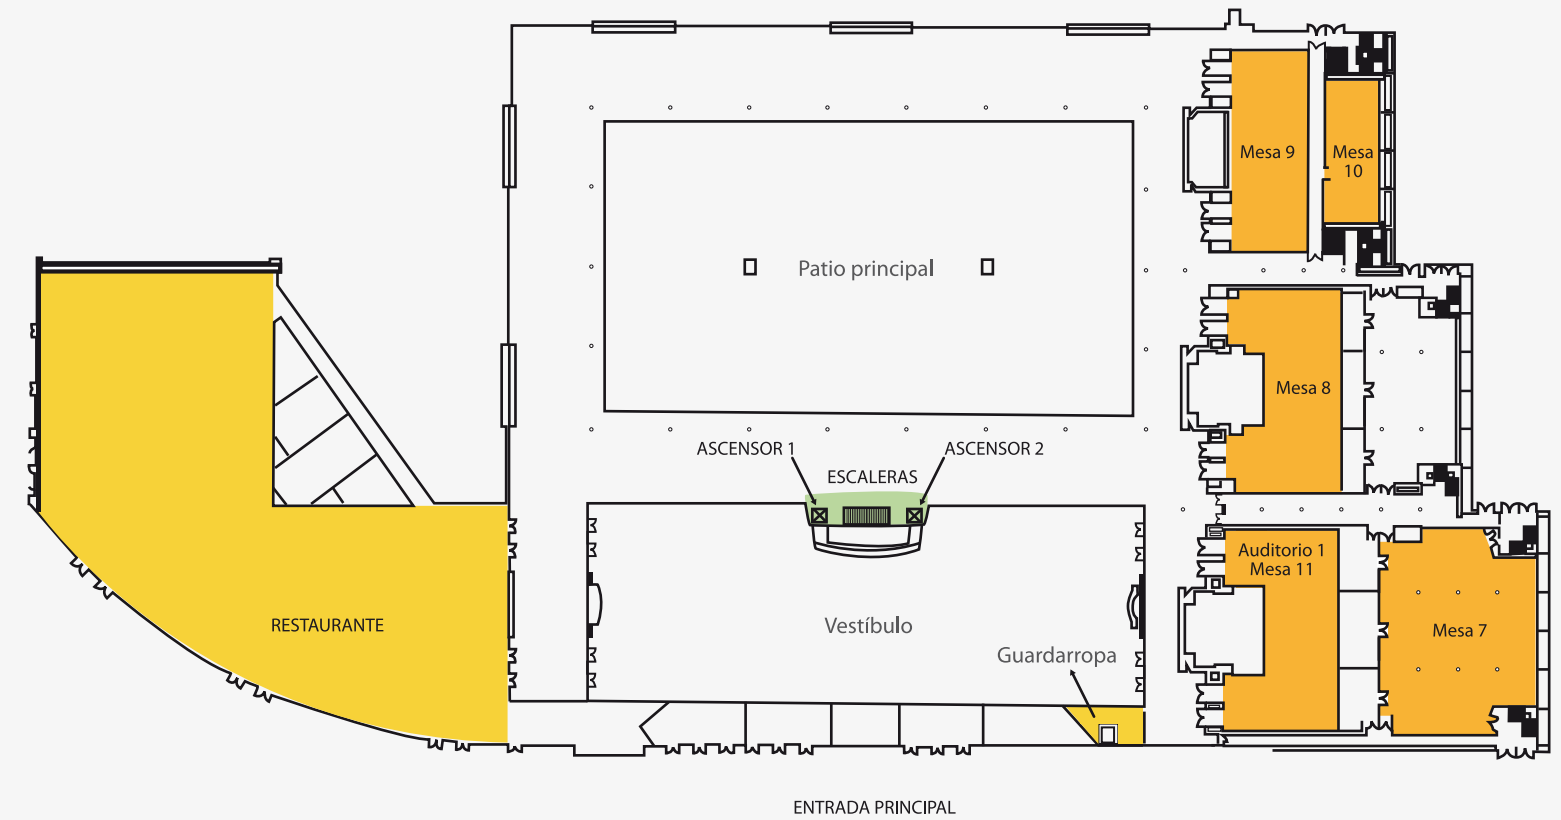 Mesa 9
Mesa
10
Patio principal
Mesa 8
ASCENSOR 1
ASCENSOR 2
ESCALERAS
Auditorio 1
Mesa 11
RESTAURANTE
Vestíbulo
Mesa 7
Guardarropa
ENTRADA PRINCIPAL